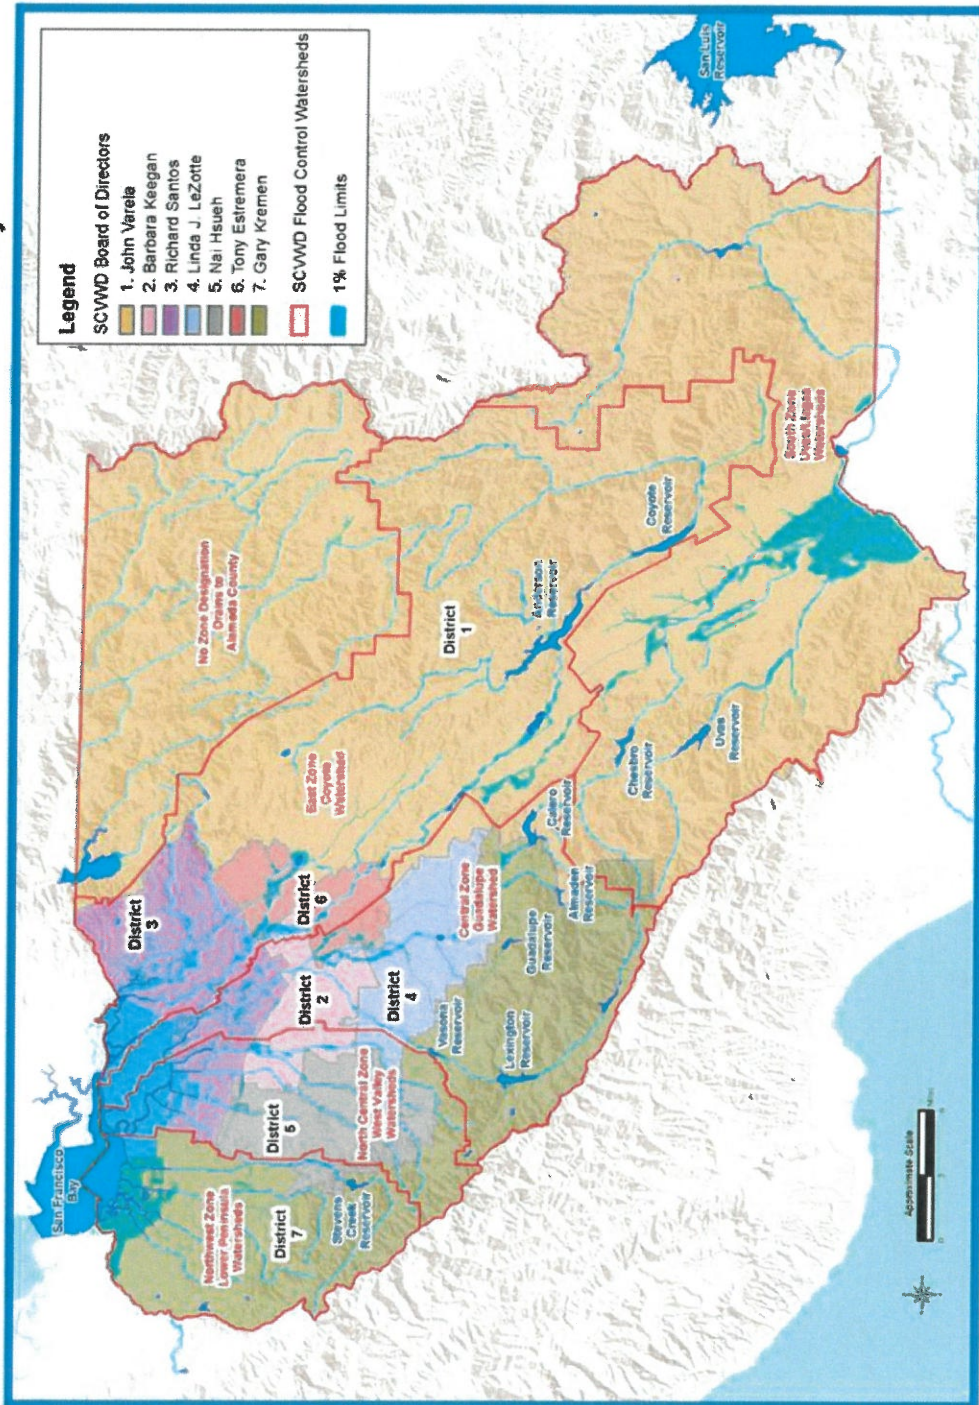 Legend
SCVWD Board of Directors
1. John Varela
2. Barbara Keegan
3. Richard Santos
4. Linda J. LeZotte
5. Nai Hsueh
6. Tony Estremera
7. Gary Kremen
SCVWD Flood Control Watersheds
1% Flood Limits
San Francisco
Bay
Northwest Zone
Lower Peninsula
Watersheds
District
7
Stevens
Creek
Reservoir
District
5
North Central Zone
West Valley
Watersheds
District
3
District
2
District
6
District
4
Vasona
Reservoir
Lexington
Reservoir
Central Zone
Guadalupe
Watershed
Guadalupe
Reservoir
Almaden
Reservoir
Calero
Reservoir
No Zone Designation
Drains to
Alameda County
East Zone
Coyote
Watershed
District
1
Anderson
Reservoir
Coyote
Reservoir
Chesbro
Reservoir
Uvas
Reservoir
South Zone
Uvas/Llagas
Watersheds
San Luis
Reservoir
Approximate Scale
0
3
6
Miles